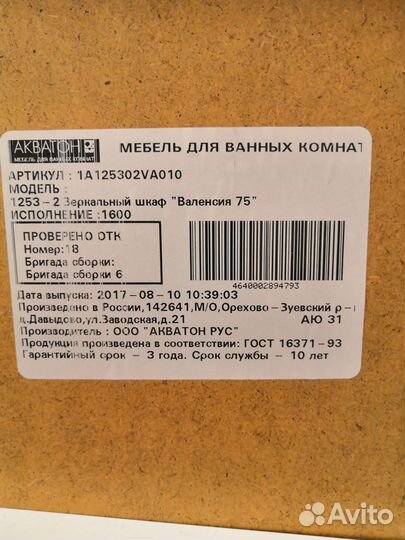 АКВАТОН
МЕБЕЛЬ ДЛЯ ВАННЫХ КОМНАТ
МЕБЕЛЬ ДЛЯ ВАННЫХ КОМНАТ
АРТИКУЛ : 1A125302VA010
МОДЕЛЬ :
1253-2 Зеркальный шкаф "Валенсия 75"
ИСПОЛНЕНИЕ :1600
ПРОВЕРЕНО ОТК
Номер:18
Бригада сборки:
Бригада сборки 6
4640002894793
Дата выпуска: 2017-08-10 10:39:03
Произведено в России,142641,М/О,Орехово-Зуевский р-
д.Давыдово,ул.Заводская,д.21 АЮ 31
Производитель : ООО "АКВАТОН РУС"
Продукция произведена в соответствии: ГОСТ 16371-93
Гарантийный срок - 3 года. Срок службы - 10 лет
Avito